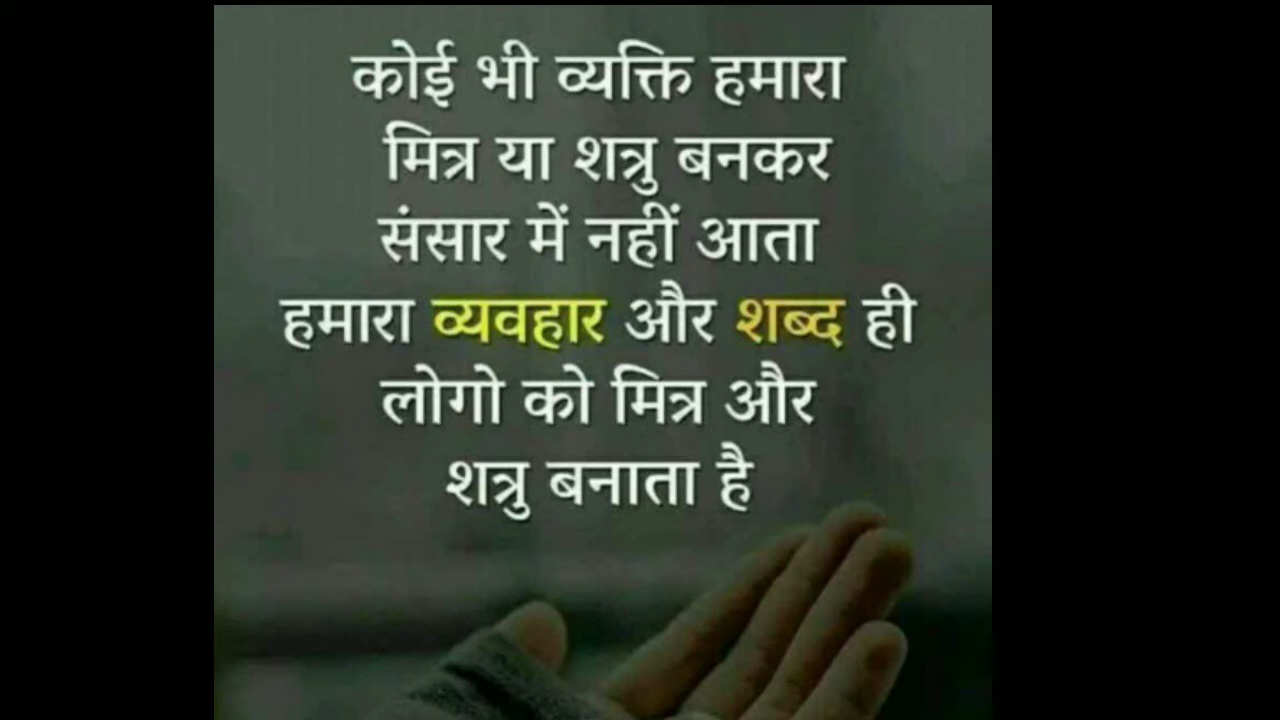 कोई भी व्यक्ति हमारा
मित्र या शत्रु बनकर
संसार में नहीं आता
हमारा व्यवहार और शब्द ही
लोगो को मित्र और
शत्रु बनाता है